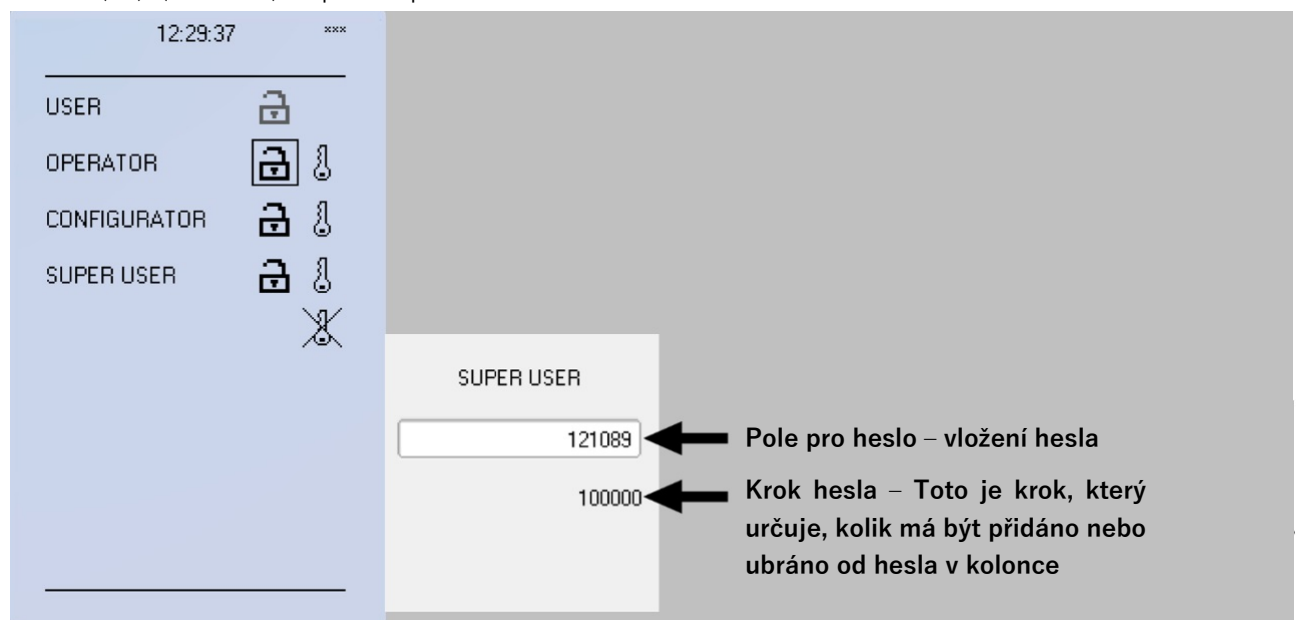 12:29:37 xxx
USER
OPERATOR
CONFIGURATOR
SUPER USER
SUPER USER
121089
Pole pro heslo – vložení hesla
100000
Krok hesla – Toto je krok, který
určuje, kolik má být přidáno nebo
ubráno od hesla v kolonce